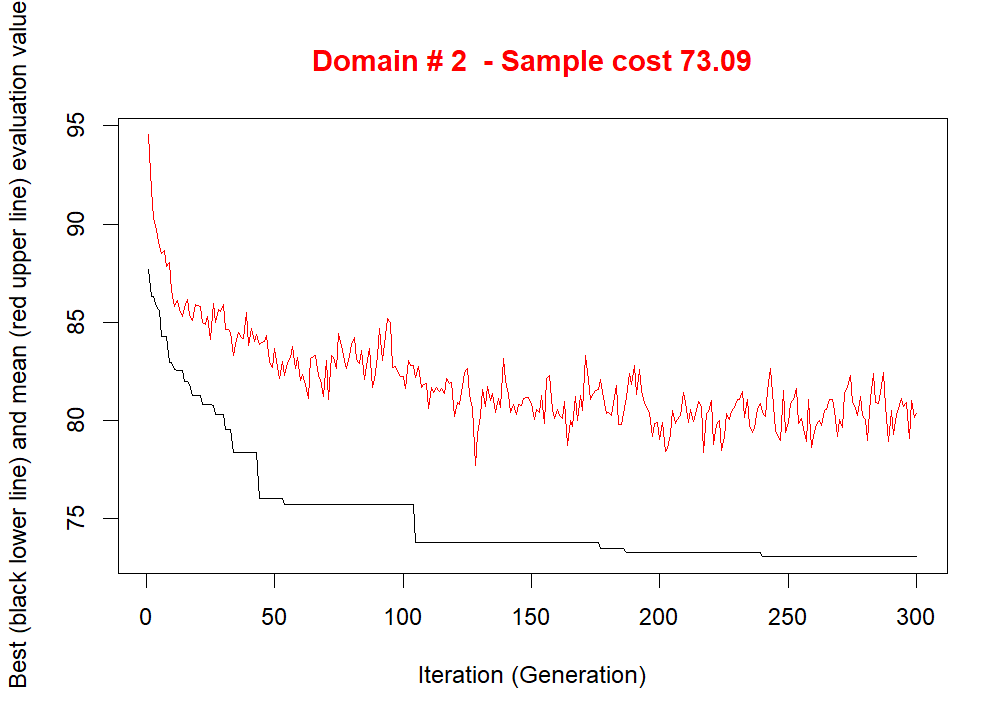 Domain # 2  - Sample cost 73.09
Best (black lower line) and mean (red upper line) evaluation value
95
90
85
80
75
0 50 100 150 200 250 300
Iteration (Generation)